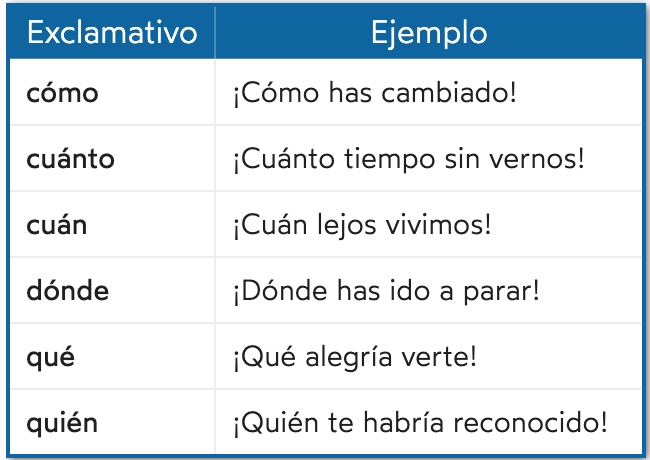 Exclamativo Ejemplo
cómo ¡Cómo has cambiado!
cuánto ¡Cuánto tiempo sin vernos!
cuán ¡Cuán lejos vivimos!
dónde ¡Dónde has ido a parar!
qué ¡Qué alegría verte!
quién ¡Quién te habría reconocido!